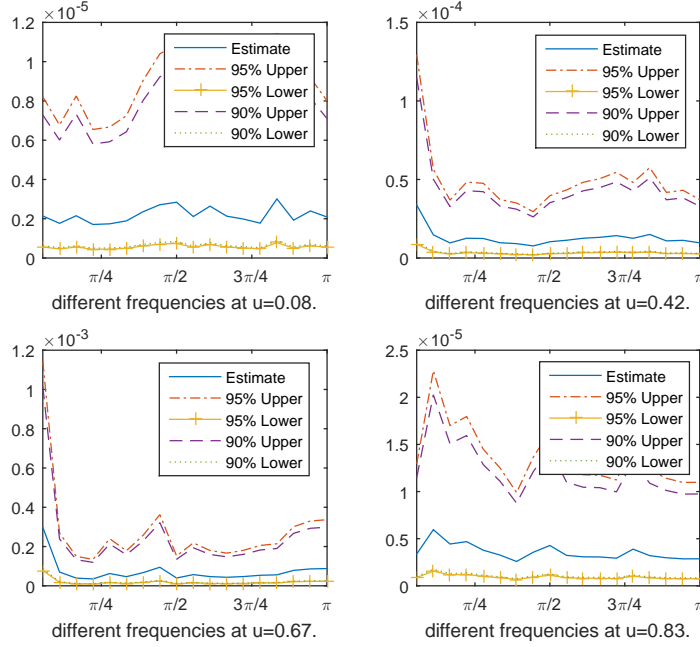 ×10⁻⁵
1.2
1
0.8
0.6
0.4
0.2
0
π/4
π/2
3π/4
π
Estimate
95% Upper
95% Lower
90% Upper
90% Lower
different frequencies at u=0.08.
×10⁻⁴
1.5
1
0.5
0
π/4
π/2
3π/4
π
Estimate
95% Upper
95% Lower
90% Upper
90% Lower
different frequencies at u=0.42.
×10⁻³
1.2
1
0.8
0.6
0.4
0.2
0
π/4
π/2
3π/4
π
Estimate
95% Upper
95% Lower
90% Upper
90% Lower
different frequencies at u=0.67.
×10⁻⁵
2.5
2
1.5
1
0.5
0
π/4
π/2
3π/4
π
Estimate
95% Upper
95% Lower
90% Upper
90% Lower
different frequencies at u=0.83.